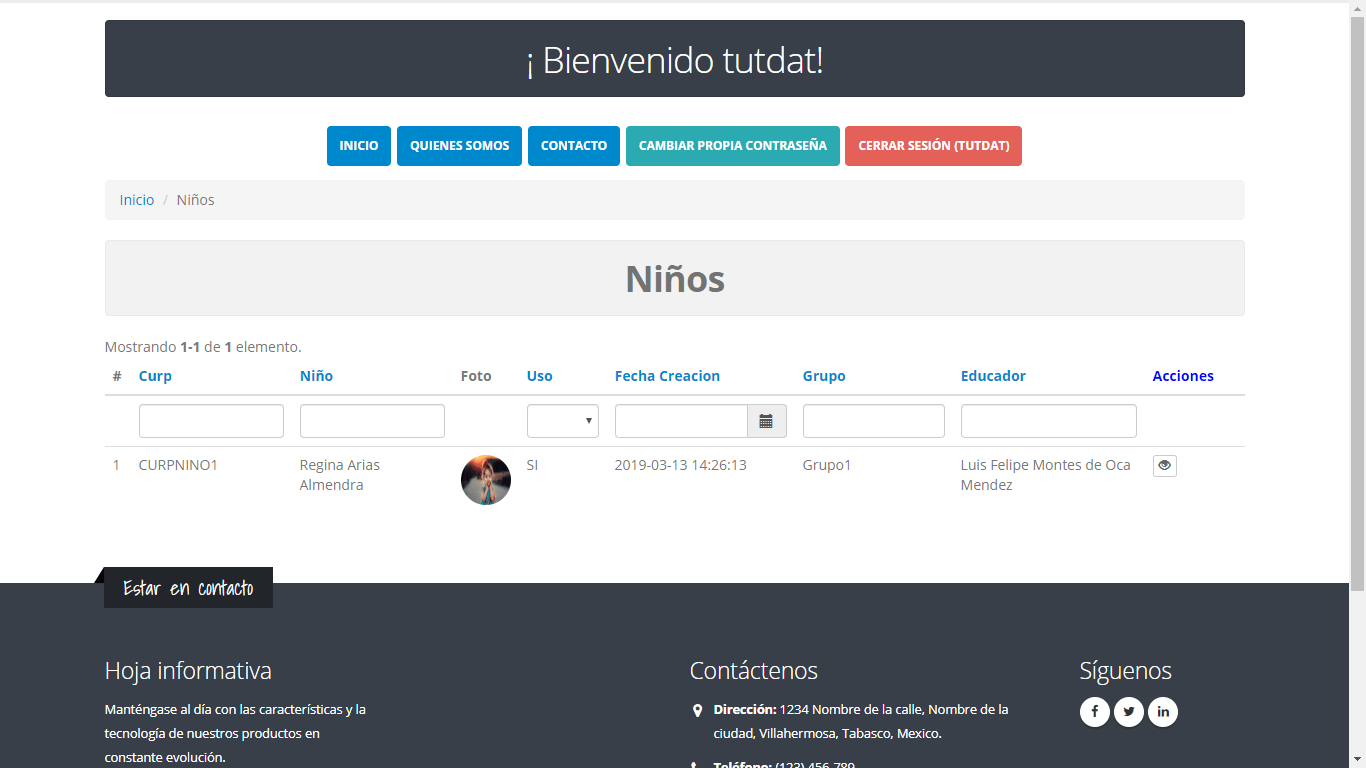 ¡ Bienvenido tutdat!
INICIO QUIENES SOMOS CONTACTO CAMBIAR PROPIA CONTRASEÑA CERRAR SESIÓN (TUTDAT)
Inicio / Niños
Niños
Mostrando 1-1 de 1 elemento.
# Curp Niño Foto Uso Fecha Creacion Grupo Educador Acciones
1 CURPNINO1 Regina Arias SI 2019-03-13 14:26:13 Grupo1 Luis Felipe Montes de Oca
Almendra Mendez
Estar en contacto
Hoja informativa
Manténgase al día con las características y la
tecnología de nuestros productos en
constante evolución.
Contáctenos
Dirección: 1234 Nombre de la calle, Nombre de la
ciudad, Villahermosa, Tabasco, Mexico.
Teléfono: (123) 456-789
Síguenos